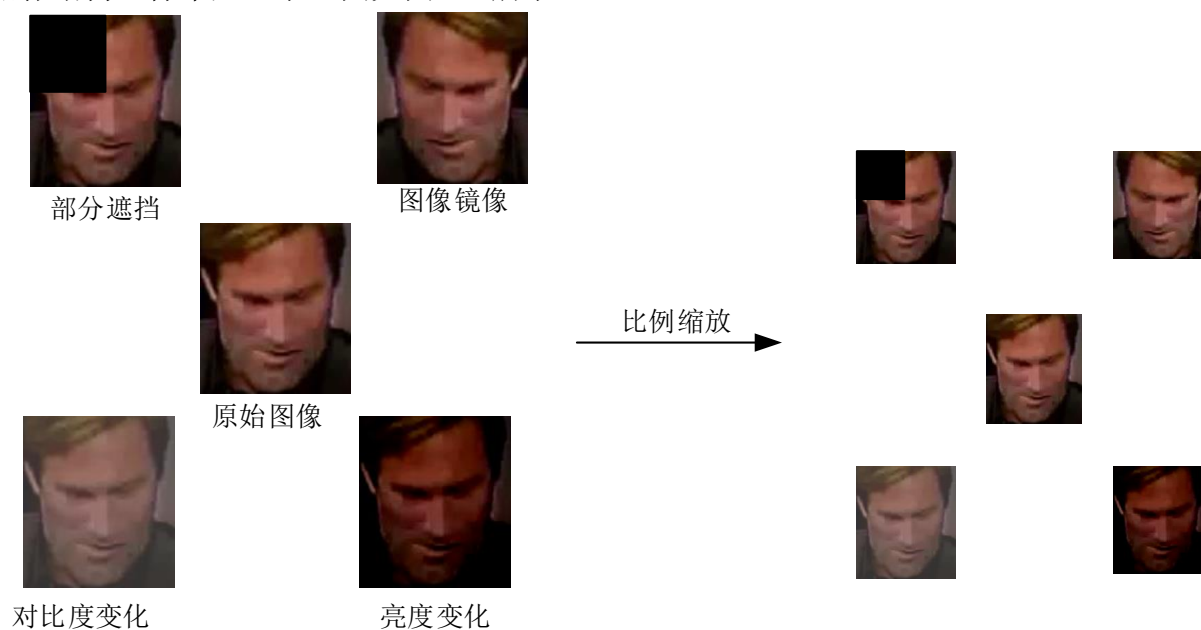 部分遮挡
图像镜像
比例缩放
原始图像
对比度变化
亮度变化